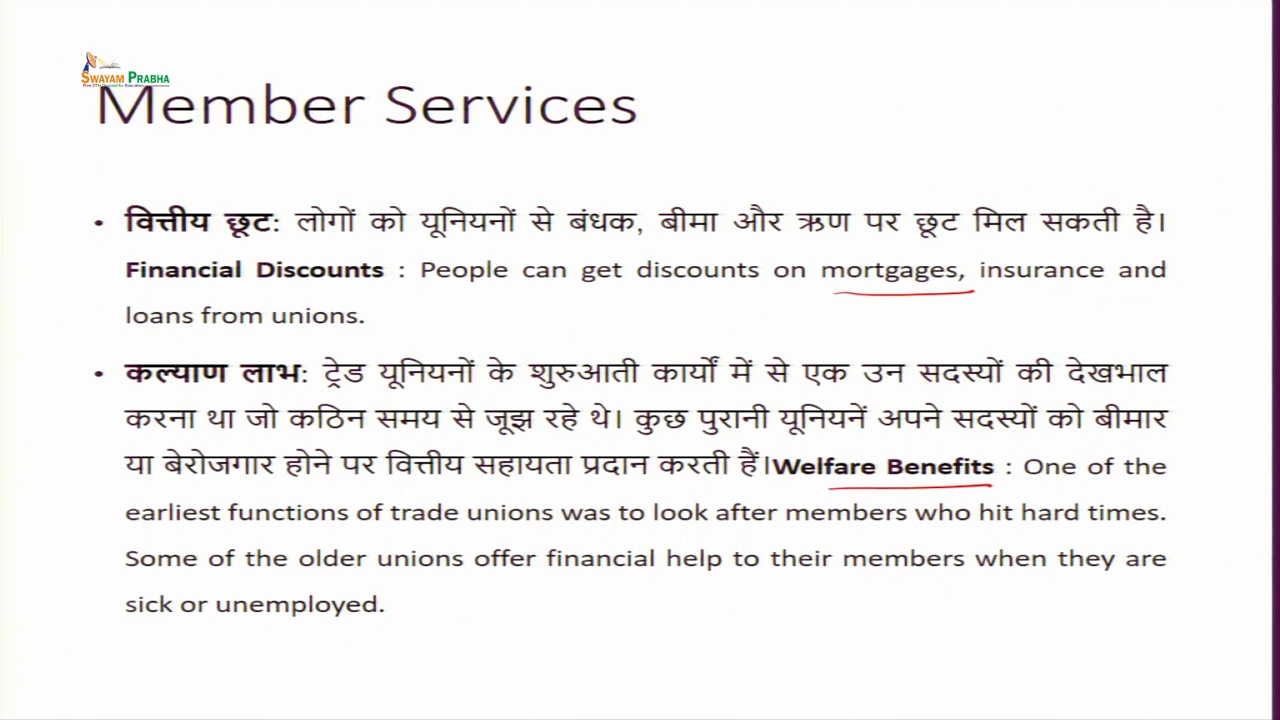 SWAYAM PRABHA
Member Services
• वित्तीय छूट: लोगों को यूनियनों से बंधक, बीमा और ऋण पर छूट मिल सकती है।
Financial Discounts : People can get discounts on mortgages, insurance and
loans from unions.
• कल्याण लाभ: ट्रेड यूनियनों के शुरुआती कार्यों में से एक उन सदस्यों की देखभाल
करना था जो कठिन समय से जूझ रहे थे। कुछ पुरानी यूनियनें अपने सदस्यों को बीमार
या बेरोजगार होने पर वित्तीय सहायता प्रदान करती हैं।Welfare Benefits : One of the
earliest functions of trade unions was to look after members who hit hard times.
Some of the older unions offer financial help to their members when they are
sick or unemployed.